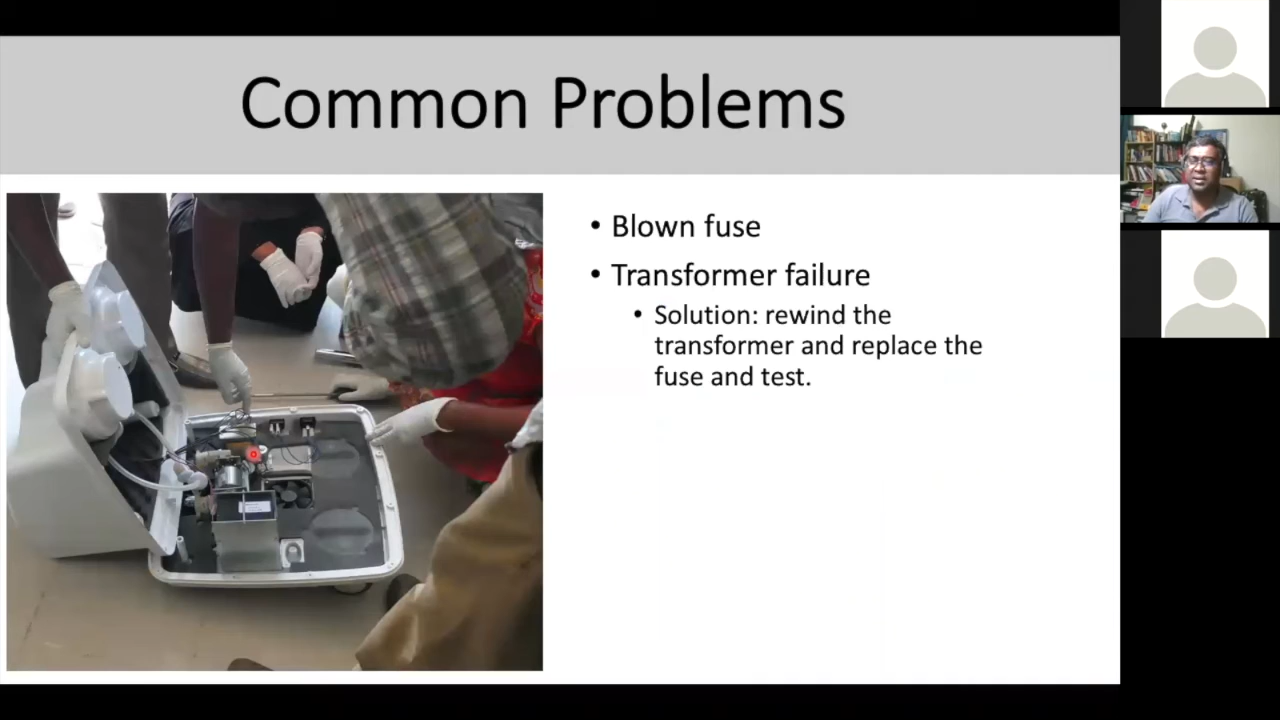 Common Problems
• Blown fuse
• Transformer failure
• Solution: rewind the
transformer and replace the
fuse and test.